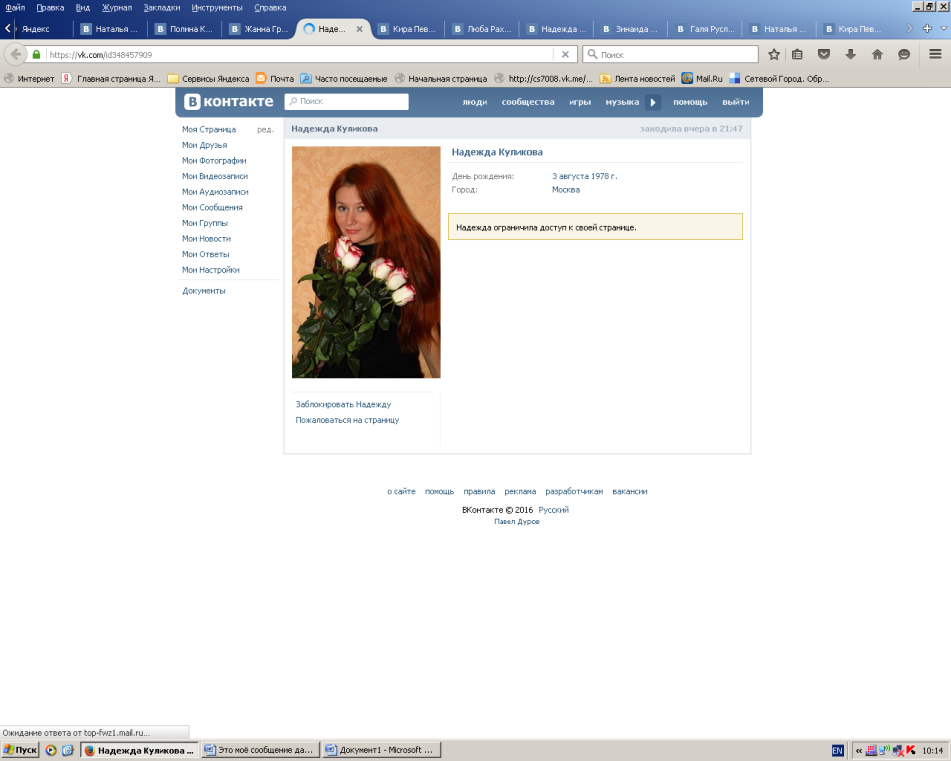 Файл Правка Вид Журнал Закладки Инструменты Справка
Яндекс Наталья ... Полина К... Жанна Гр... Наде... Кира Пев... Люба Рах... Надежда ... Зинаида ... Галя Русл... Наталья ... Кира Пев...
https://vk.com/id348457909 Поиск
Интернет Главная страница Я... Сервисы Яндекса Почта Часто посещаемые Начальная страница http://cs7008.vk.me/... Лента новостей Mail.Ru Сетевой Город. Обр...
В контакте Поиск люди сообщества игры музыка помощь выйти
Моя Страница ред.
Мои Друзья
Мои Фотографии
Мои Видеозаписи
Мои Аудиозаписи
Мои Сообщения
Мои Группы
Мои Новости
Мои Ответы
Мои Настройки
Документы
Надежда Куликова заходила вчера в 21:47
Надежда Куликова
День рождения: 3 августа 1978 г.
Город: Москва
Надежда ограничила доступ к своей странице.
Заблокировать Надежду
Пожаловаться на страницу
о сайте помощь правила реклама разработчикам вакансии
ВКонтакте © 2016 Русский
Павел Дуров
Ожидание ответа от top-fwz1.mail.ru...
Пуск Надежда Куликова ... Это моё сообщение да... Документ1 - Microsoft ... EN 10:14